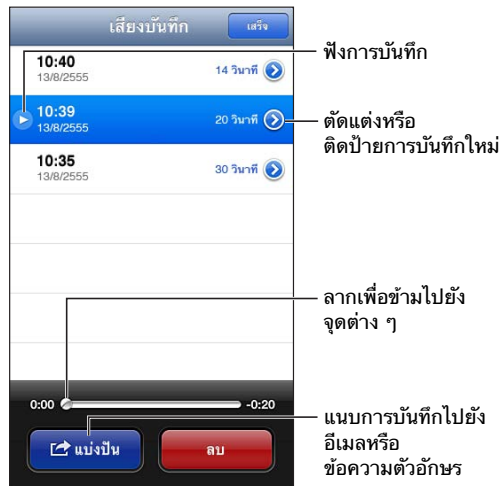 เสียงบันทึก
เสร็จ
10:40
13/8/2555
14 วินาที
ฟังการบันทึก
10:39
13/8/2555
20 วินาที
ตัดแต่งหรือ
ติดป้ายการบันทึกใหม่
10:35
13/8/2555
30 วินาที
ลากเพื่อข้ามไปยัง
จุดต่าง ๆ
0:00
-0:20
แบ่งปัน
ลบ
แนบการบันทึกไปยัง
อีเมลหรือ
ข้อความตัวอักษร